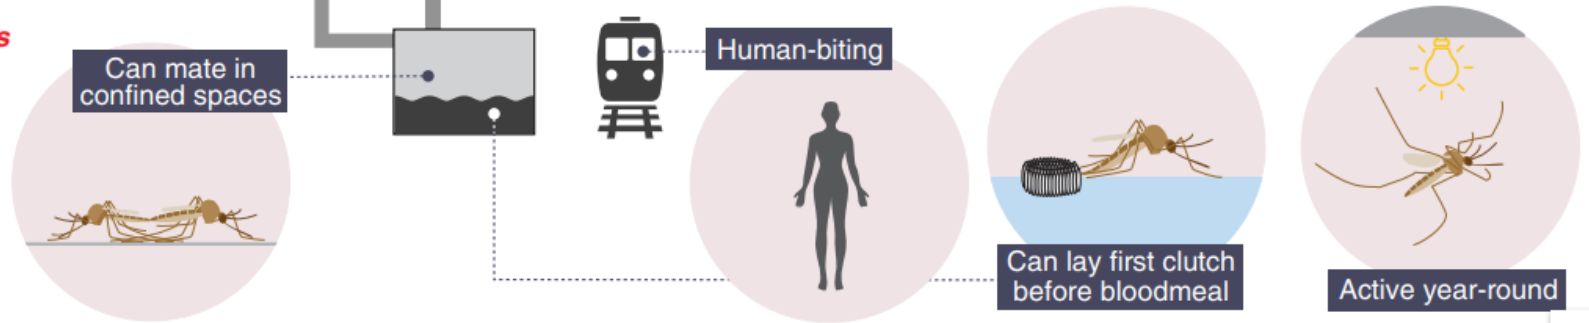 s
Can mate in
confined spaces
Human-biting
Can lay first clutch
before bloodmeal
Active year-round